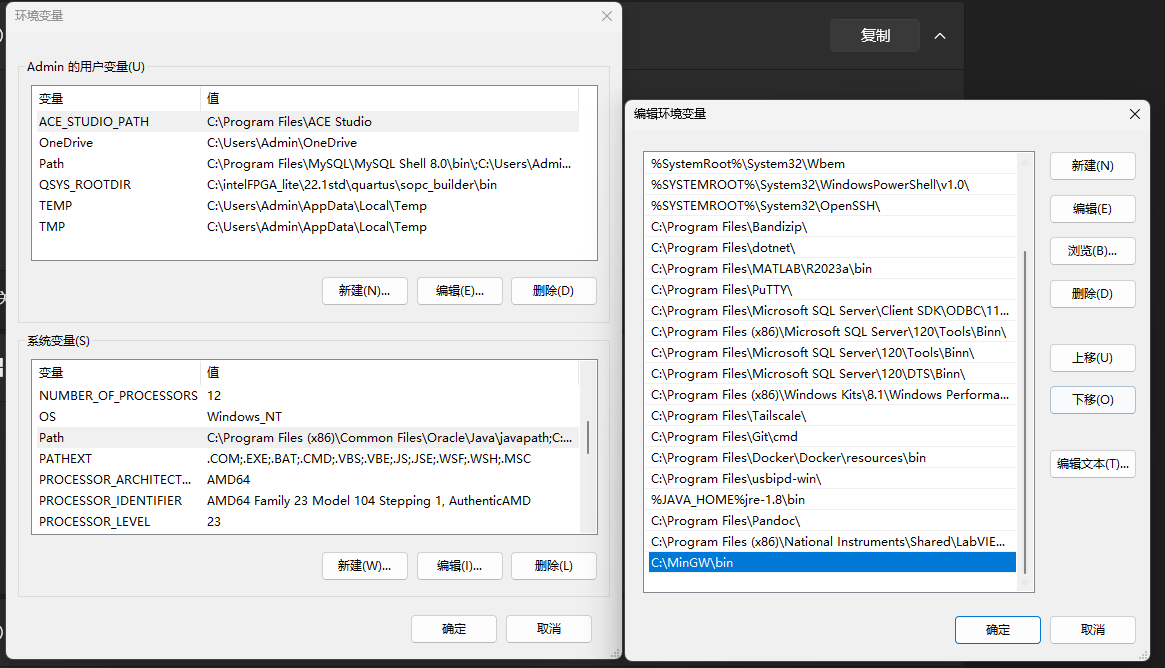 环境变量
Admin 的用户变量(U)
变量 值
ACE_STUDIO_PATH C:\Program Files\ACE Studio
OneDrive C:\Users\Admin\OneDrive
Path C:\Program Files\MySQL\MySQL Shell 8.0\bin\;C:\Users\Admi...
QSYS_ROOTDIR C:\intelFPGA_lite\22.1std\quartus\sopc_builder\bin
TEMP C:\Users\Admin\AppData\Local\Temp
TMP C:\Users\Admin\AppData\Local\Temp
新建(N)... 编辑(E)... 删除(D)
系统变量(S)
变量 值
NUMBER_OF_PROCESSORS 12
OS Windows_NT
Path C:\Program Files (x86)\Common Files\Oracle\Java\javapath;C:...
PATHEXT .COM;.EXE;.BAT;.CMD;.VBS;.VBE;.JS;.JSE;.WSF;.WSH;.MSC
PROCESSOR_ARCHITECT... AMD64
PROCESSOR_IDENTIFIER AMD64 Family 23 Model 104 Stepping 1, AuthenticAMD
PROCESSOR_LEVEL 23
新建(W)... 编辑(I)... 删除(L)
确定 取消
复制
编辑环境变量
%SystemRoot%\System32\Wbem
%SYSTEMROOT%\System32\WindowsPowerShell\v1.0\
%SYSTEMROOT%\System32\OpenSSH\
C:\Program Files\Bandizip\
C:\Program Files\dotnet\
C:\Program Files\MATLAB\R2023a\bin
C:\Program Files\PuTTY\
C:\Program Files\Microsoft SQL Server\Client SDK\ODBC\11...
C:\Program Files (x86)\Microsoft SQL Server\120\Tools\Binn\
C:\Program Files\Microsoft SQL Server\120\Tools\Binn\
C:\Program Files\Microsoft SQL Server\120\DTS\Binn\
C:\Program Files (x86)\Windows Kits\8.1\Windows Performa...
C:\Program Files\Tailscale\
C:\Program Files\Git\cmd
C:\Program Files\Docker\Docker\resources\bin
C:\Program Files\usbipd-win\
%JAVA_HOME%jre-1.8\bin
C:\Program Files\Pandoc\
C:\Program Files (x86)\National Instruments\Shared\LabVIE...
C:\MinGW\bin
新建(N)
编辑(E)
浏览(B)...
删除(D)
上移(U)
下移(O)
编辑文本(T)...
确定 取消